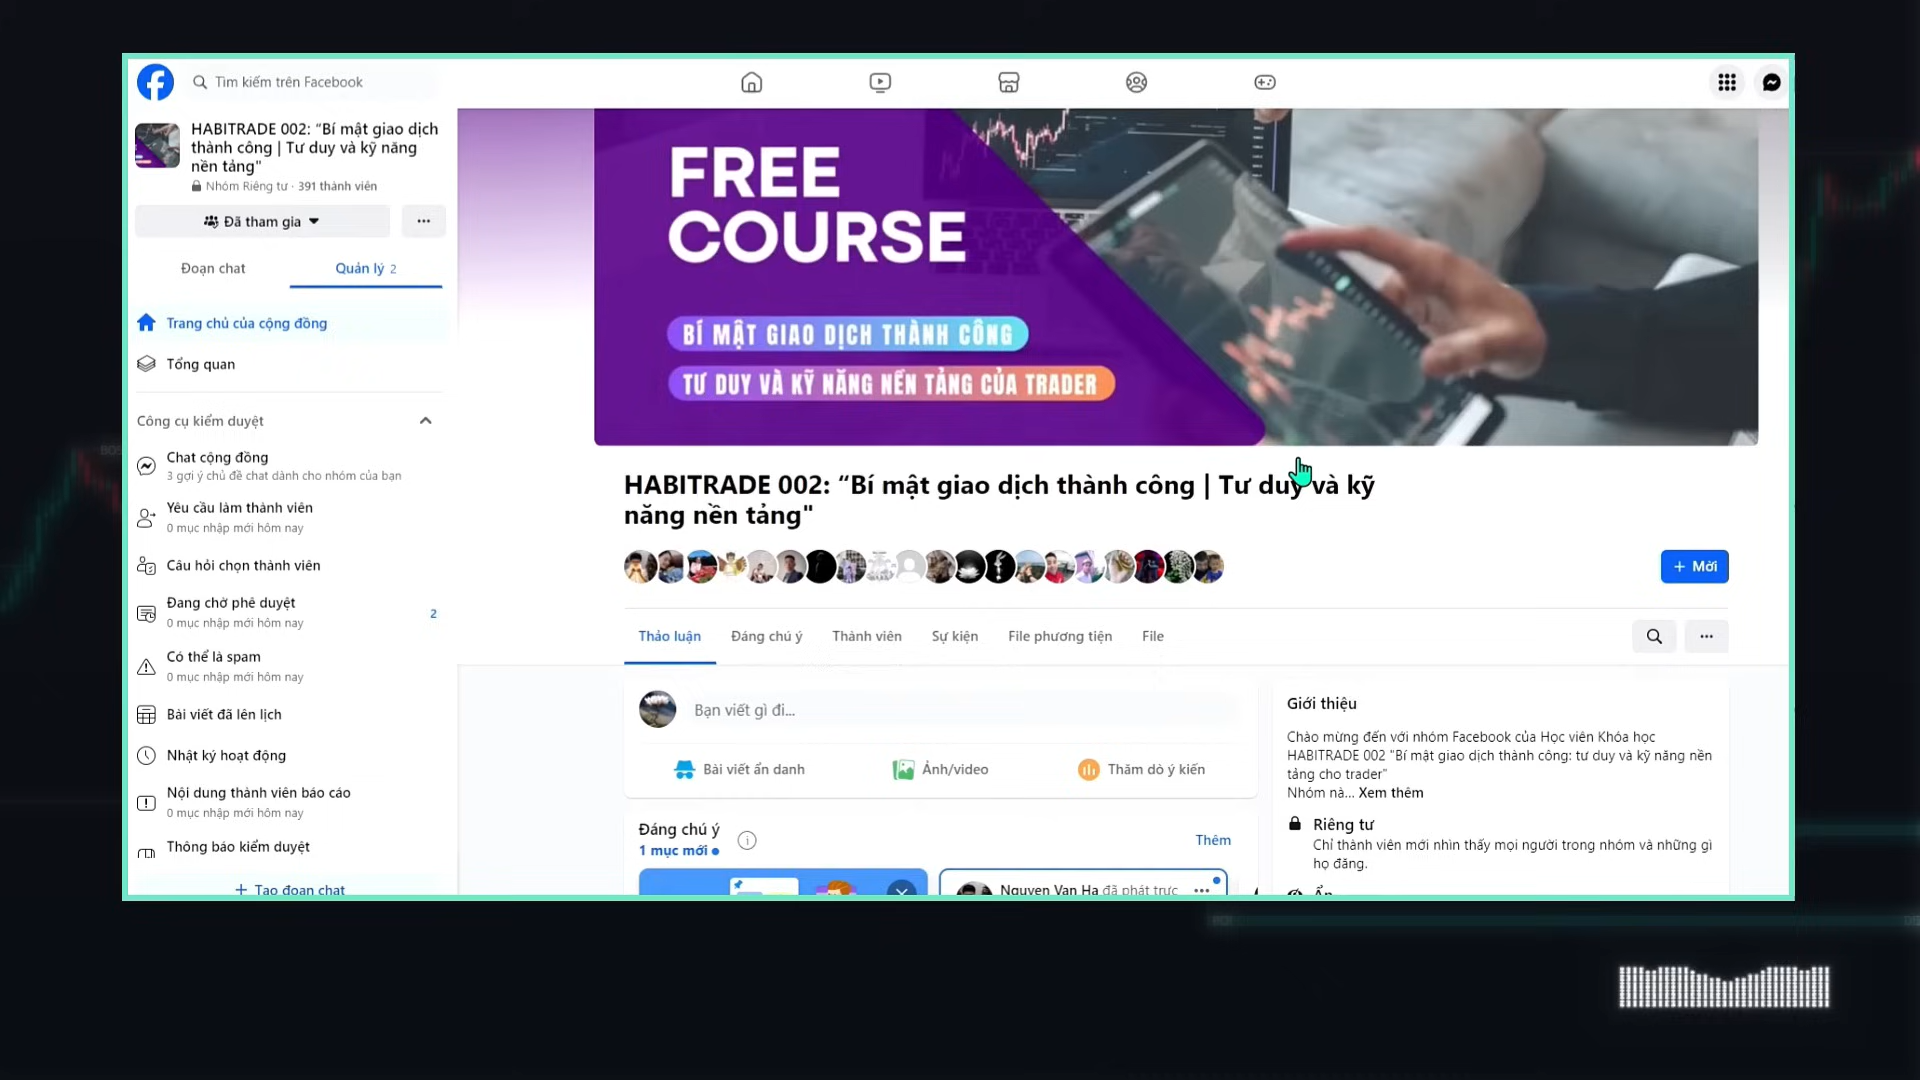 Tìm kiếm trên Facebook
HABITRADE 002: “Bí mật giao dịch
thành công | Tư duy và kỹ năng
nền tảng"
Nhóm Riêng tư · 391 thành viên
Đã tham gia
Đoạn chat
Quản lý 2
Trang chủ của cộng đồng
Tổng quan
Công cụ kiểm duyệt
Chat cộng đồng
3 gợi ý chủ đề chat dành cho nhóm của bạn
Yêu cầu làm thành viên
0 mục nhập mới hôm nay
Câu hỏi chọn thành viên
Đang chờ phê duyệt
0 mục nhập mới hôm nay
2
Có thể là spam
0 mục nhập mới hôm nay
Bài viết đã lên lịch
Nhật ký hoạt động
Nội dung thành viên báo cáo
0 mục nhập mới hôm nay
Thông báo kiểm duyệt
+ Tạo đoạn chat
FREE
COURSE
BÍ MẬT GIAO DỊCH THÀNH CÔNG
TƯ DUY VÀ KỸ NĂNG NỀN TẢNG CỦA TRADER
HABITRADE 002: “Bí mật giao dịch thành công | Tư duy và kỹ
năng nền tảng"
+ Mới
Thảo luận
Đáng chú ý
Thành viên
Sự kiện
File phương tiện
File
Bạn viết gì đi...
Bài viết ẩn danh
Ảnh/video
Thăm dò ý kiến
Đáng chú ý
1 mục mới
Thêm
Nguyen Van Ha đã phát trực
Giới thiệu
Chào mừng đến với nhóm Facebook của Học viên Khóa học
HABITRADE 002 "Bí mật giao dịch thành công: tư duy và kỹ năng nền
tảng cho trader"
Nhóm nà... Xem thêm
Riêng tư
Chỉ thành viên mới nhìn thấy mọi người trong nhóm và những gì
họ đăng.
Ẩn